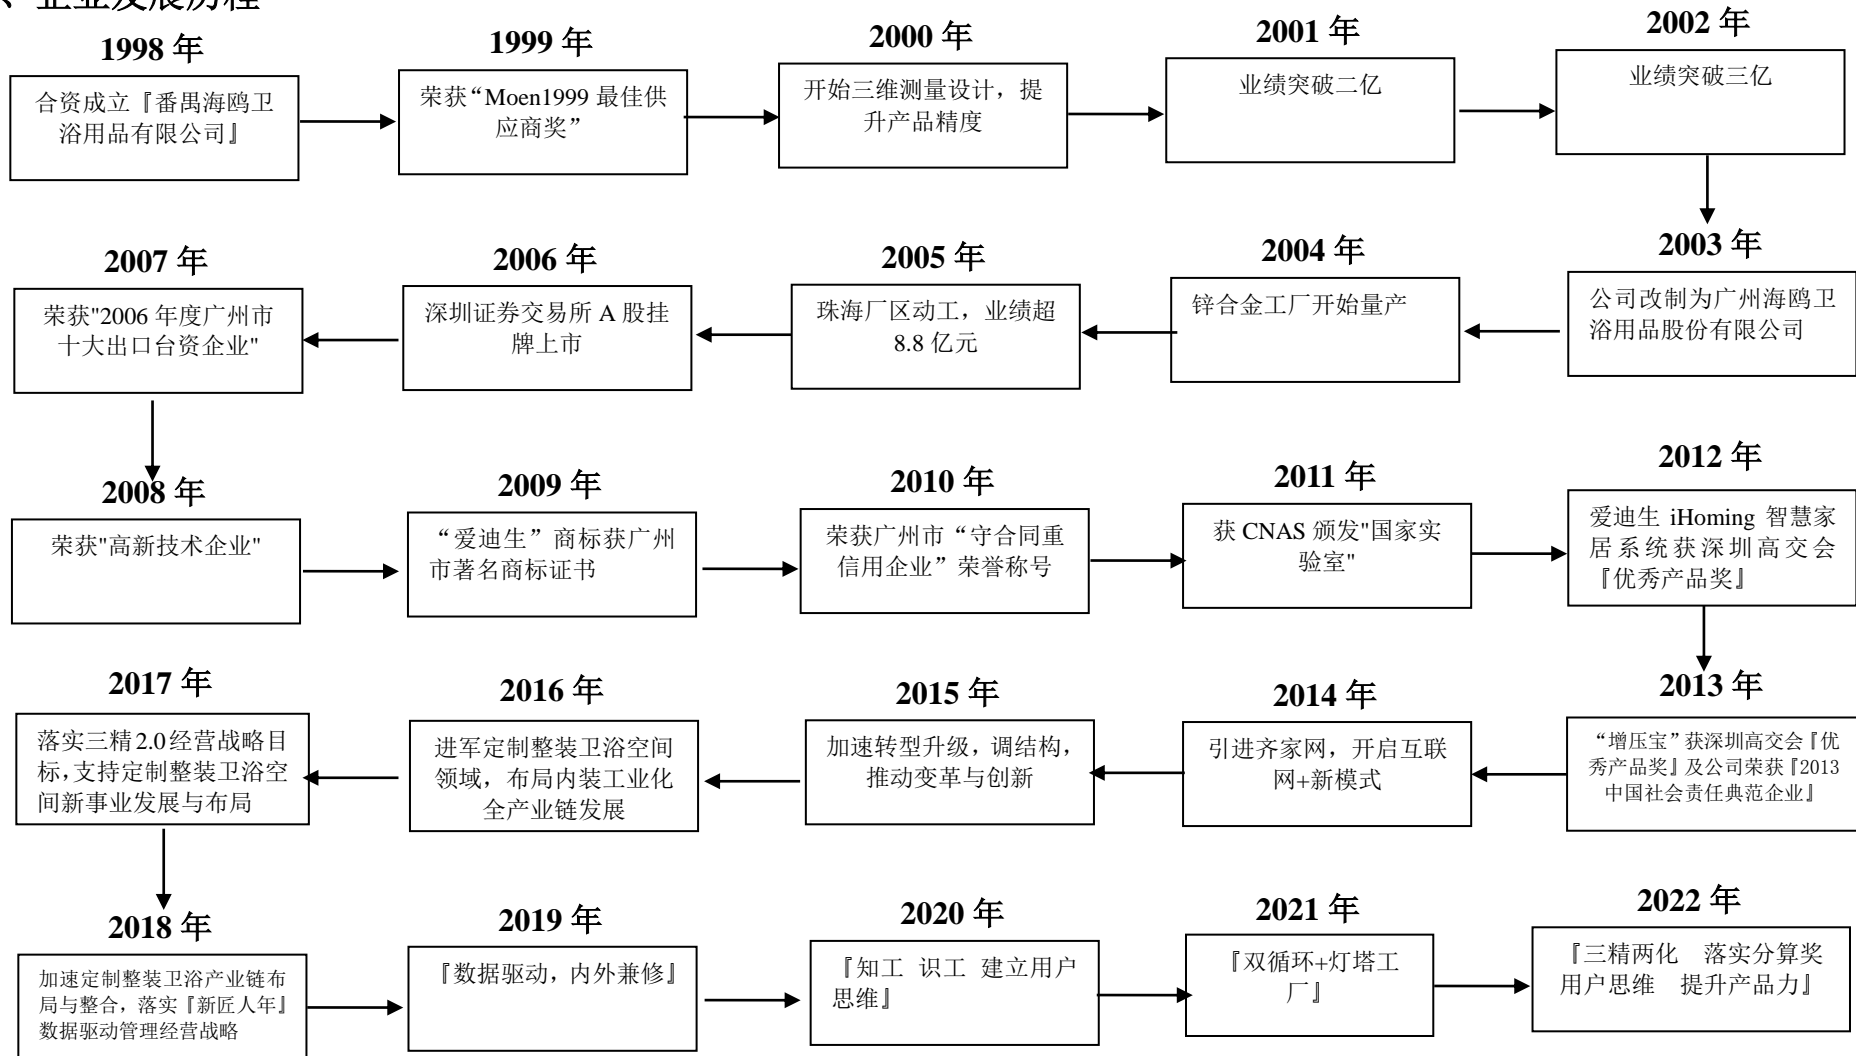 、企业发展历程
1998 年
合资成立『番禺海鸥卫
浴用品有限公司』
1999 年
荣获“Moen1999 最佳供
应商奖”
2000 年
开始三维测量设计，提
升产品精度
2001 年
业绩突破二亿
2002 年
业绩突破三亿
2003 年
公司改制为广州海鸥卫
浴用品股份有限公司
2004 年
锌合金工厂开始量产
2005 年
珠海厂区动工，业绩超
8.8 亿元
2006 年
深圳证券交易所 A 股挂
牌上市
2007 年
荣获"2006 年度广州市
十大出口台资企业"
2008 年
荣获"高新技术企业"
2009 年
“爱迪生”商标获广州
市著名商标证书
2010 年
荣获广州市“守合同重
信用企业”荣誉称号
2011 年
获 CNAS 颁发"国家实
验室"
2012 年
爱迪生 iHoming 智慧家
居系统获深圳高交会
『优秀产品奖』
2013 年
“增压宝”获深圳高交会『优
秀产品奖』及公司荣获『2013
中国社会责任典范企业』
2014 年
引进齐家网，开启互联
网+新模式
2015 年
加速转型升级，调结构，
推动变革与创新
2016 年
进军定制整装卫浴空间
领域，布局内装工业化
全产业链发展
2017 年
落实三精2.0经营战略目
标，支持定制整装卫浴空
间新事业发展与布局
2018 年
加速定制整装卫浴产业链布
局与整合，落实『新匠人年』
数据驱动管理经营战略
2019 年
『数据驱动，内外兼修』
2020 年
『知工 识工 建立用户
思维』
2021 年
『双循环+灯塔工
厂』
2022 年
『三精两化 落实分算奖
用户思维 提升产品力』